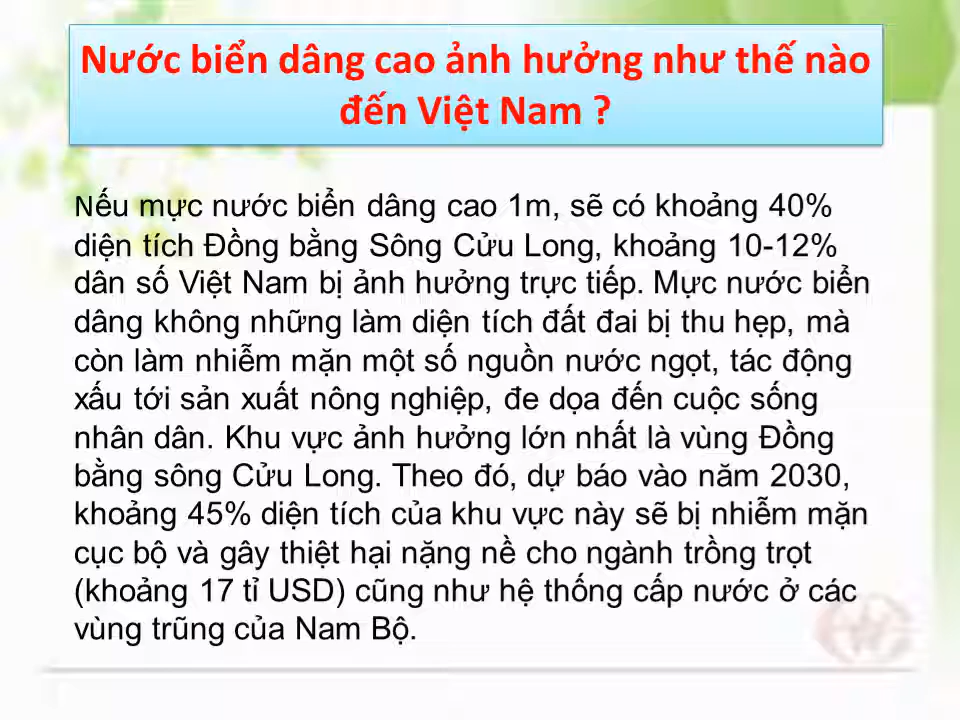 Nước biển dâng cao ảnh hưởng như thế nào
đến Việt Nam ?
Nếu mực nước biển dâng cao 1m, sẽ có khoảng 40%
diện tích Đồng bằng Sông Cửu Long, khoảng 10-12%
dân số Việt Nam bị ảnh hưởng trực tiếp. Mực nước biển
dâng không những làm diện tích đất đai bị thu hẹp, mà
còn làm nhiễm mặn một số nguồn nước ngọt, tác động
xấu tới sản xuất nông nghiệp, đe dọa đến cuộc sống
nhân dân. Khu vực ảnh hưởng lớn nhất là vùng Đồng
bằng sông Cửu Long. Theo đó, dự báo vào năm 2030,
khoảng 45% diện tích của khu vực này sẽ bị nhiễm mặn
cục bộ và gây thiệt hại nặng nề cho ngành trồng trọt
(khoảng 17 tỉ USD) cũng như hệ thống cấp nước ở các
vùng trũng của Nam Bộ.